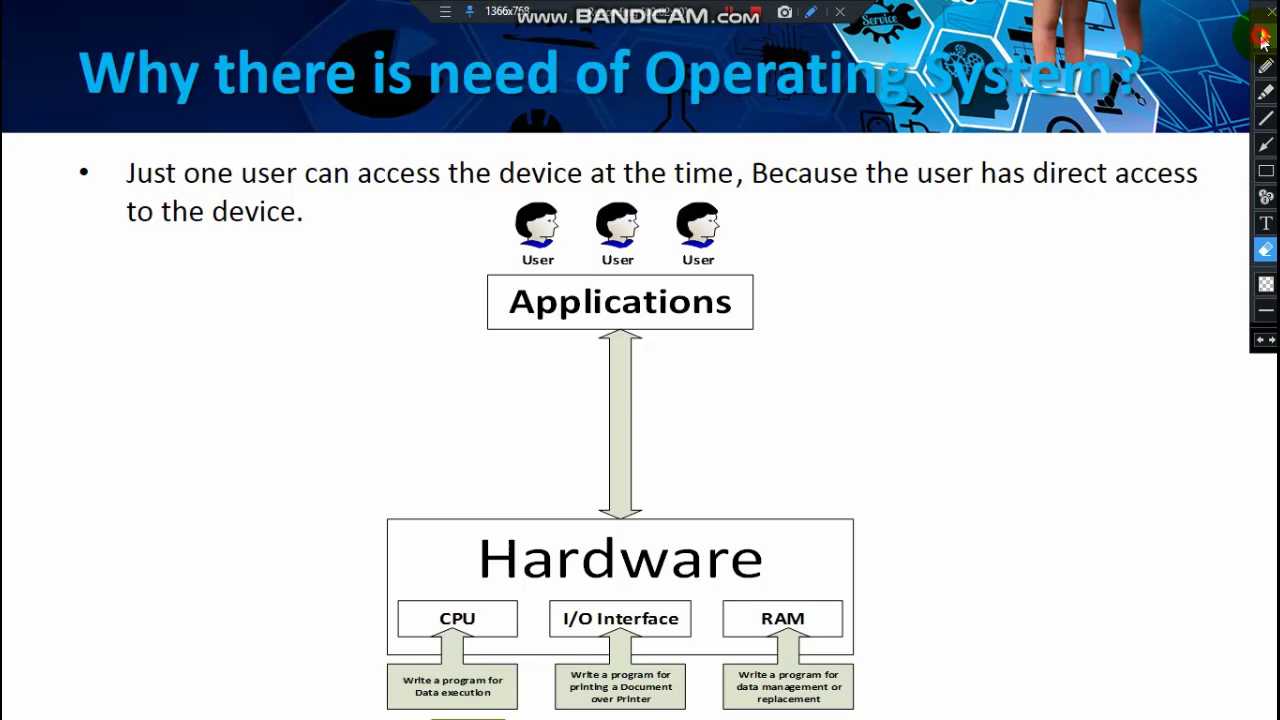 1366x768
www.BANDICAM.com
Service
Why there is need of Operating System?
• Just one user can access the device at the time, Because the user has direct access
to the device.
User User User
Applications
Hardware
CPU I/O Interface RAM
Write a program for
Data execution
Write a program for
printing a Document
over Printer
Write a program for
data management or
replacement